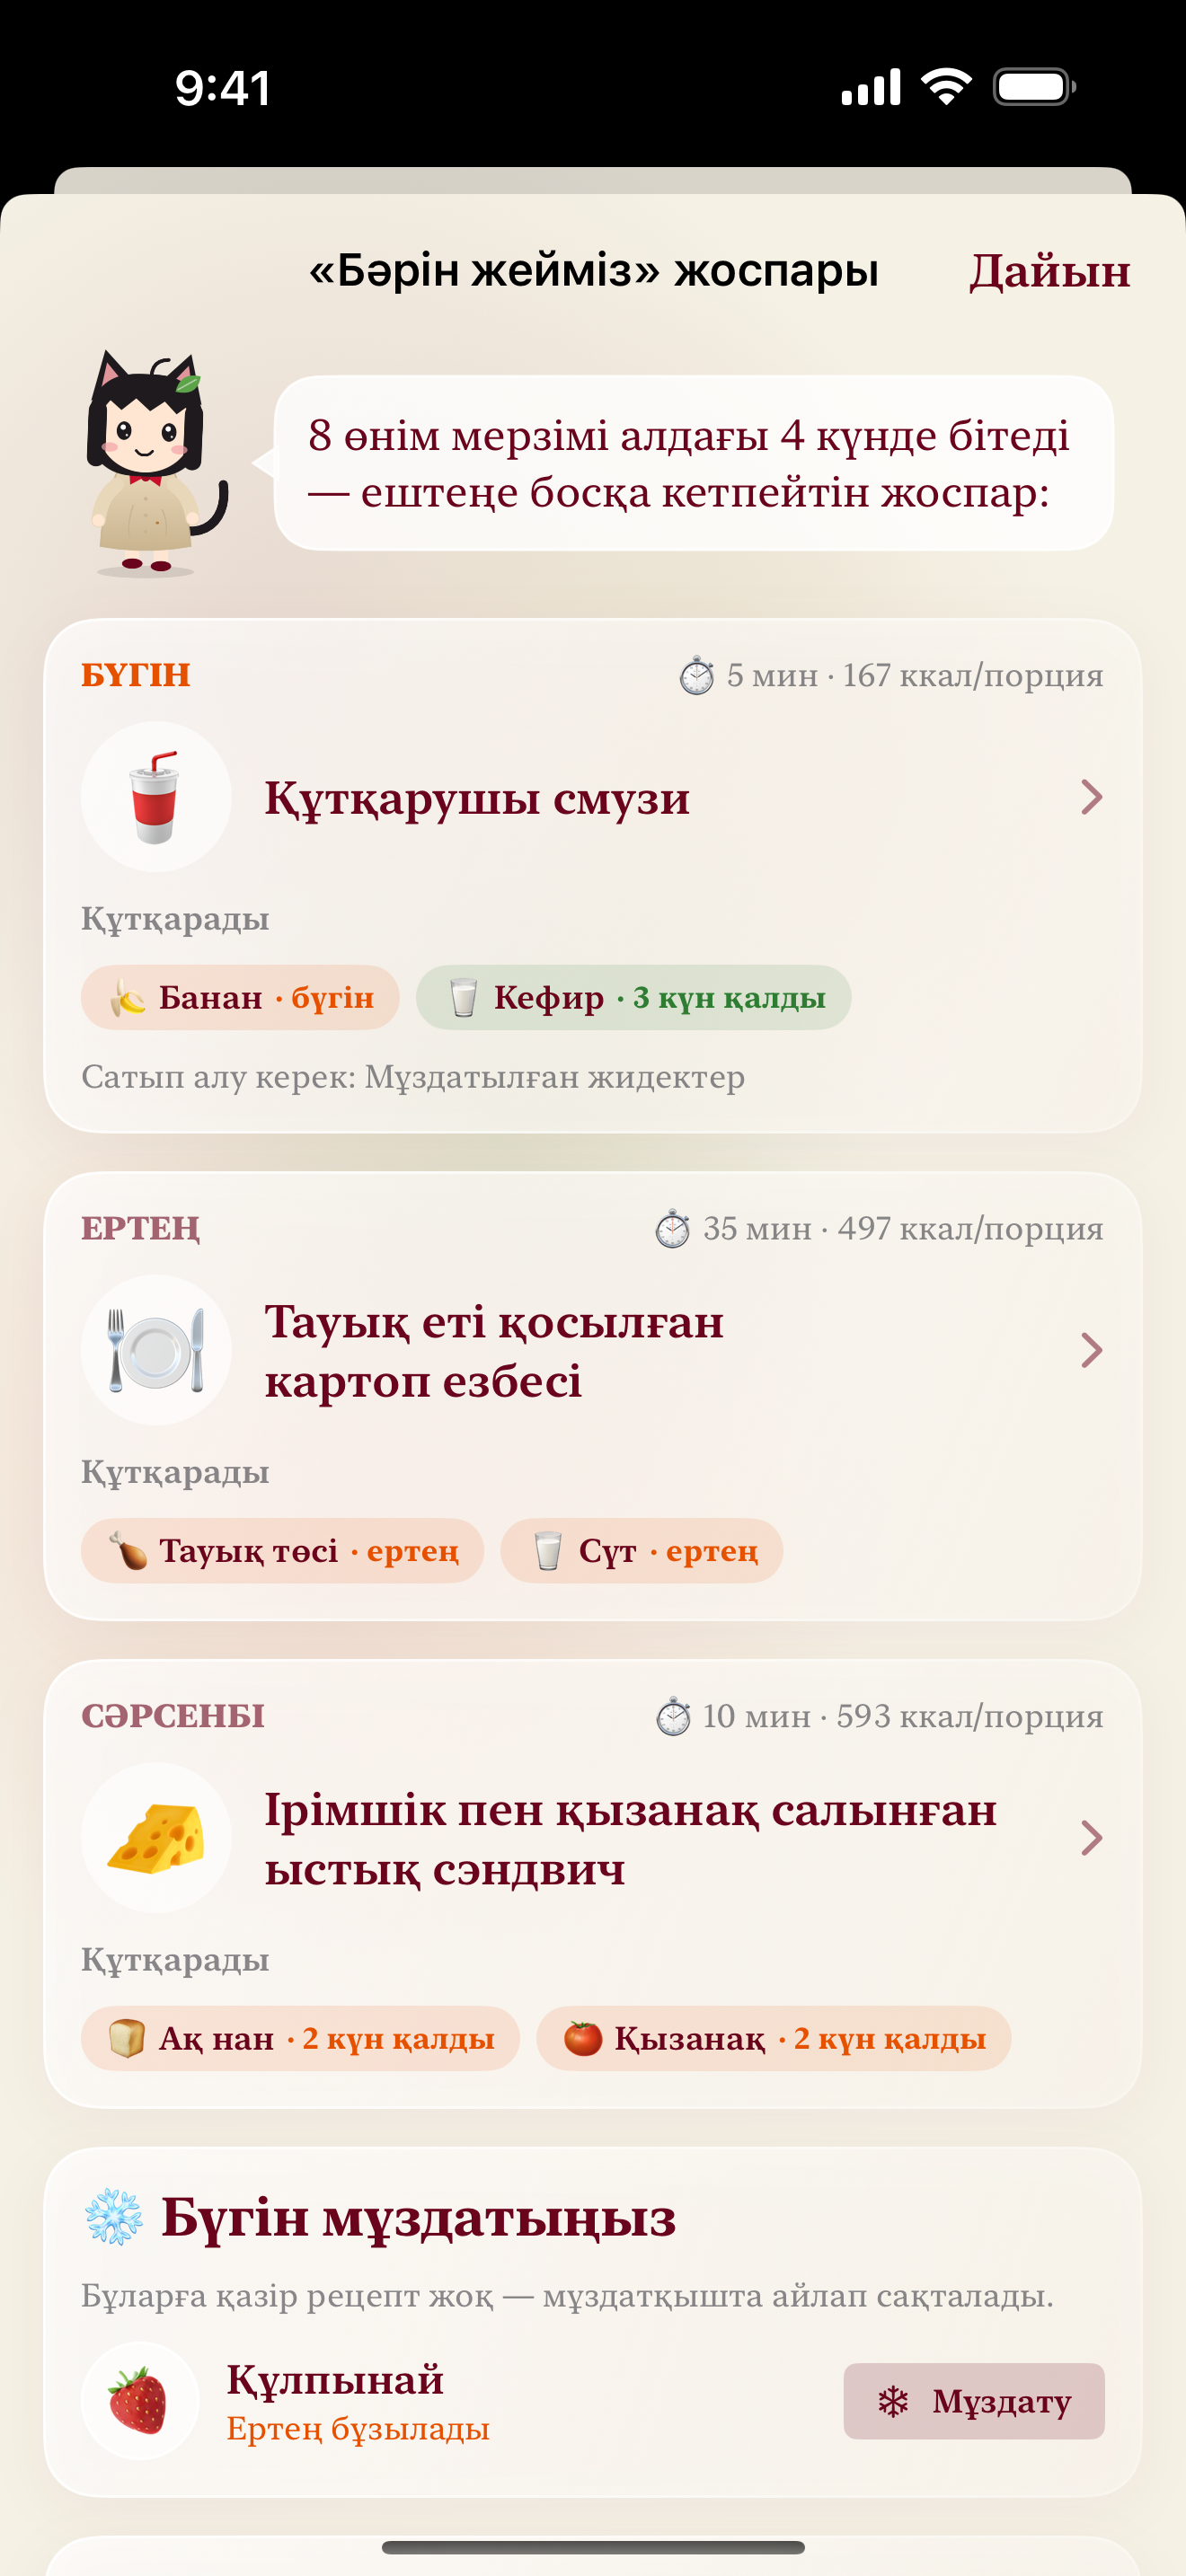 9:41
«Бәрін жейміз» жоспары
Дайын
8 өнім мерзімі алдағы 4 күнде бітеді
— ештеңе босқа кетпейтін жоспар:
БҮГІН
5 мин · 167 ккал/порция
Құтқарушы смузи
Құтқарады
Банан · бүгін
Кефир · 3 күн қалды
Сатып алу керек: Мұздатылған жидектер
ЕРТЕҢ
35 мин · 497 ккал/порция
Тауық еті қосылған
картоп езбесі
Құтқарады
Тауық төсі · ертең
Сүт · ертең
СӘРСЕНБІ
10 мин · 593 ккал/порция
Ірімшік пен қызанақ салынған
ыстық сэндвич
Құтқарады
Ақ нан · 2 күн қалды
Қызанақ · 2 күн қалды
Бүгін мұздатыңыз
Бұларға қазір рецепт жоқ — мұздатқышта айлап сақталады.
Құлпынай
Ертең бұзылады
Мұздату